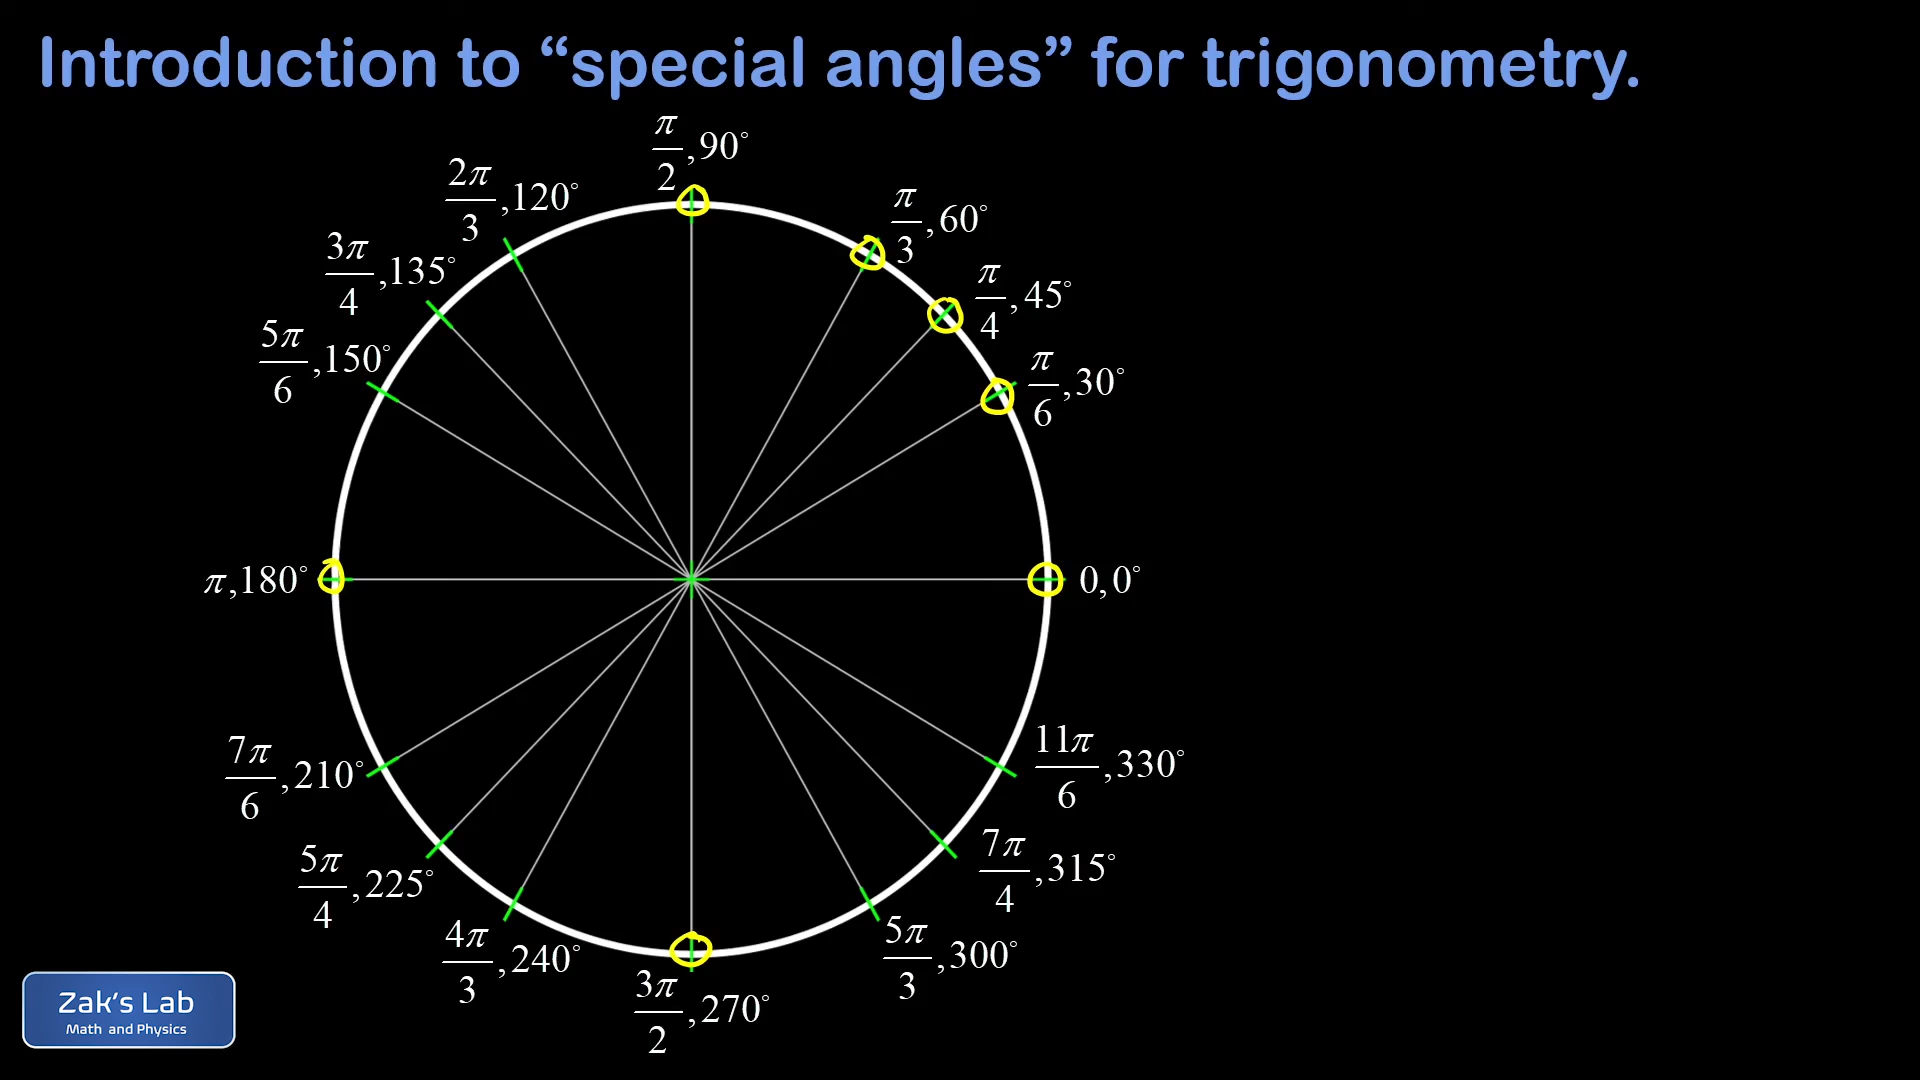 Introduction to “special angles” for trigonometry.
π/2, 90°
2π/3, 120°
π/3, 60°
3π/4, 135°
π/4, 45°
5π/6, 150°
π/6, 30°
π, 180°
0, 0°
7π/6, 210°
11π/6, 330°
5π/4, 225°
7π/4, 315°
4π/3, 240°
5π/3, 300°
3π/2, 270°
Zak's Lab
Math and Physics